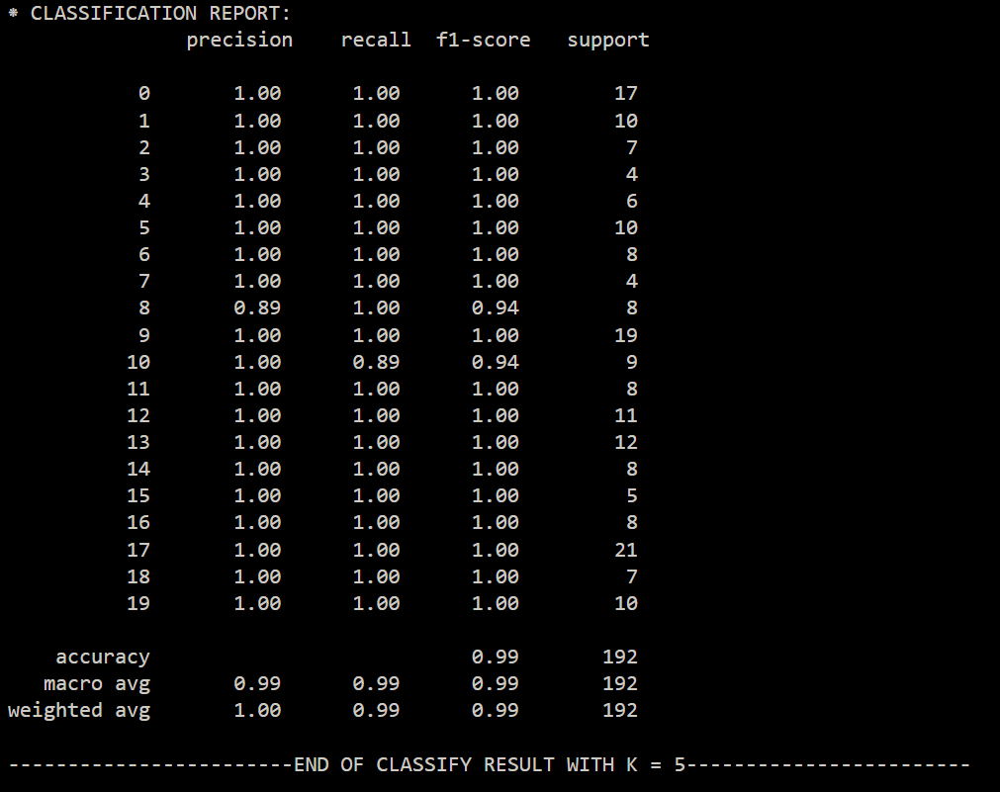 * CLASSIFICATION REPORT:
              precision    recall  f1-score   support

           0       1.00      1.00      1.00        17
           1       1.00      1.00      1.00        10
           2       1.00      1.00      1.00         7
           3       1.00      1.00      1.00         4
           4       1.00      1.00      1.00         6
           5       1.00      1.00      1.00        10
           6       1.00      1.00      1.00         8
           7       1.00      1.00      1.00         4
           8       0.89      1.00      0.94         8
           9       1.00      1.00      1.00        19
          10       1.00      0.89      0.94         9
          11       1.00      1.00      1.00         8
          12       1.00      1.00      1.00        11
          13       1.00      1.00      1.00        12
          14       1.00      1.00      1.00         8
          15       1.00      1.00      1.00         5
          16       1.00      1.00      1.00         8
          17       1.00      1.00      1.00        21
          18       1.00      1.00      1.00         7
          19       1.00      1.00      1.00        10

    accuracy                           0.99       192
   macro avg       0.99      0.99      0.99       192
weighted avg       1.00      0.99      0.99       192

------------------------END OF CLASSIFY RESULT WITH K = 5------------------------